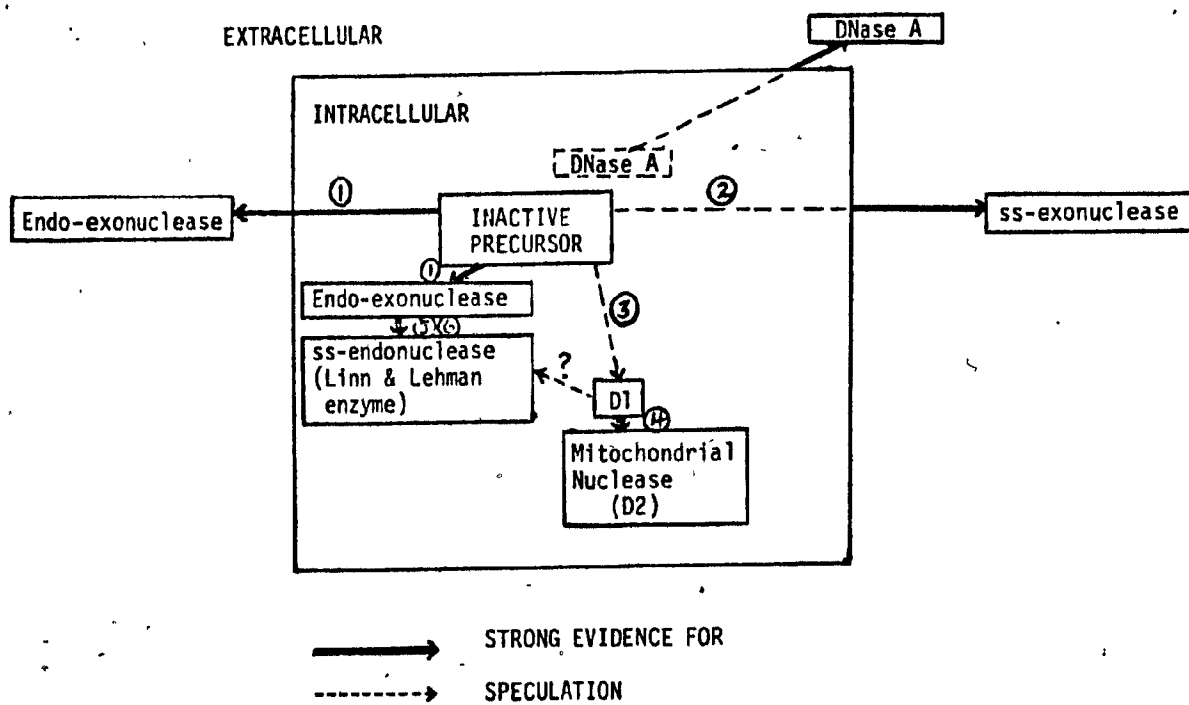 EXTRACELLULAR
DNase A
INTRACELLULAR
DNase A
①
②
Endo-exonuclease
INACTIVE
PRECURSOR
ss-exonuclease
①
Endo-exonuclease
③
⑤⑥
ss-endonuclease
(Linn & Lehman
enzyme)
?
D1
④
Mitochondrial
Nuclease
(D2)
STRONG EVIDENCE FOR
SPECULATION